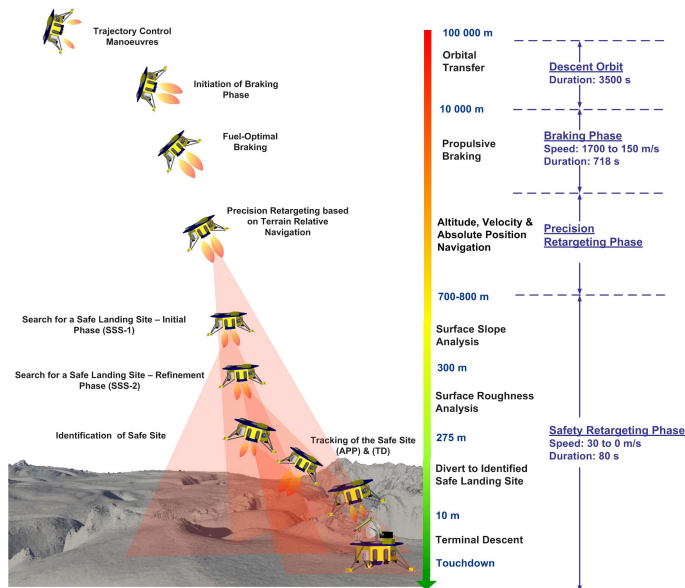 Trajectory Control
Manoeuvres
Initiation of Braking
Phase
Fuel-Optimal
Braking
Precision Retargeting based
on Terrain Relative
Navigation
Search for a Safe Landing Site – Initial
Phase (SSS-1)
Search for a Safe Landing Site – Refinement
Phase (SSS-2)
Identification of Safe Site
Tracking of the Safe Site
(APP) & (TD)
100 000 m
Orbital
Transfer
10 000 m
Propulsive
Braking
Altitude, Velocity &
Absolute Position
Navigation
700-800 m
Surface Slope
Analysis
300 m
Surface Roughness
Analysis
275 m
Divert to Identified
Safe Landing Site
10 m
Terminal Descent
Touchdown
Descent Orbit
Duration: 3500 s
Braking Phase
Speed: 1700 to 150 m/s
Duration: 718 s
Precision
Retargeting Phase
Safety Retargeting Phase
Speed: 30 to 0 m/s
Duration: 80 s